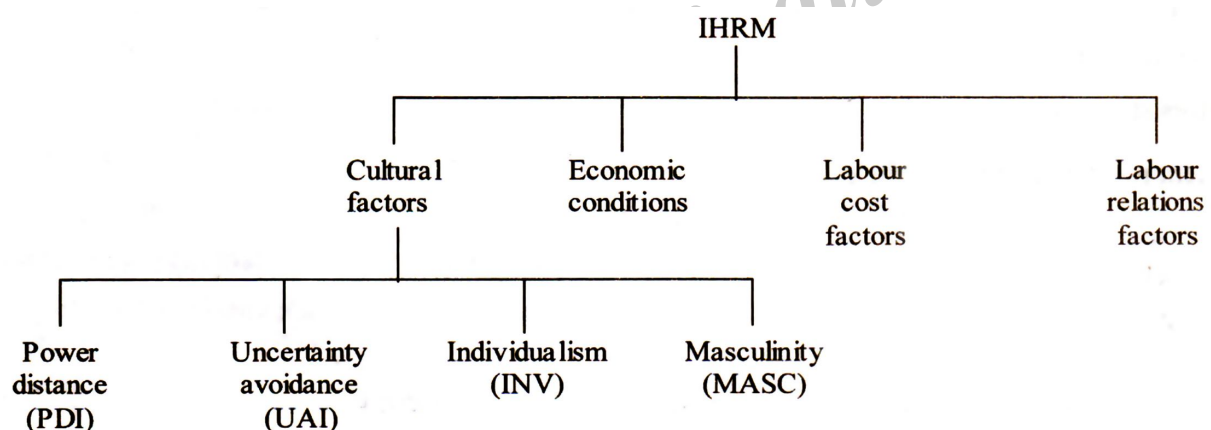 IHRM
Cultural
factors
Economic
conditions
Labour
cost
factors
Labour
relations
factors
Power
distance
(PDI)
Uncertainty
avoidance
(UAI)
Individualism
(INV)
Masculinity
(MASC)